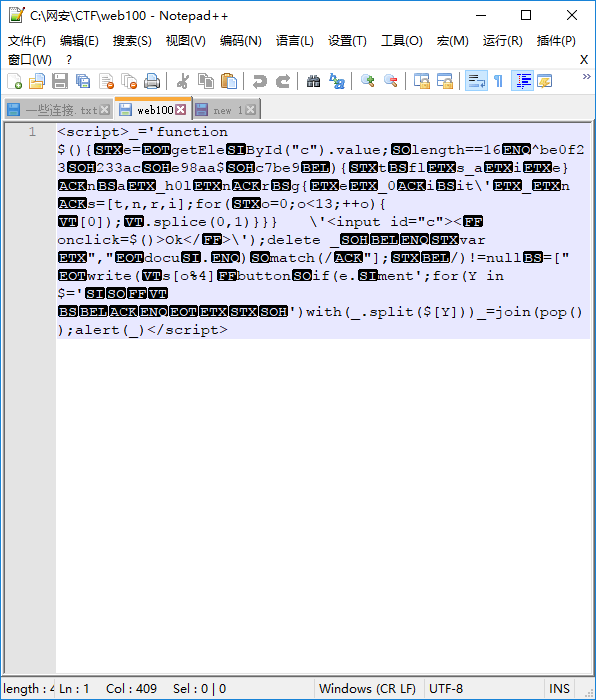 C:\网安\CTF\web100 - Notepad++
文件(F) 编辑(E) 搜索(S) 视图(V) 编码(N) 语言(L) 设置(T) 工具(O) 宏(M) 运行(R) 插件(P)
窗口(W) ? X
一些连接.txt web100 new 1
1 <script>_='function
$(){STXe=EOTgetEleSIById("c").value;SOlength==16ENQ^be0f2
3SOH233acSOHe98aa$SOHc7be9BEL){STXtBSflETXs_aETXiETXe}
ACKnBSaETX_h0lETXnACKrBSg{ETXeETX_0ACKiBSit\'ETX_ETXn
ACKs=[t,n,r,i];for(STXo=0;o<13;++o){
VT[0]);VT.splice(0,1)}}} \'<input id="c"><FF
onclick=$()>Ok</FF>\');delete _SOHBELENQSTXvar
ETX","EOTdocuSI.ENQ)SOmatch(/ACK"];STXBEL/)!=nullBS=["
EOTwrite(VTs[o%4]FFbuttonSOif(e.SIment';for(Y in
$='SISOFFVT
BSBELACKENQEOTETXSTXSOH')with(_.split($[Y]))_=join(pop()
);alert(_)</script>
length : 4 Ln : 1 Col : 409 Sel : 0 | 0 Windows (CR LF) UTF-8 INS